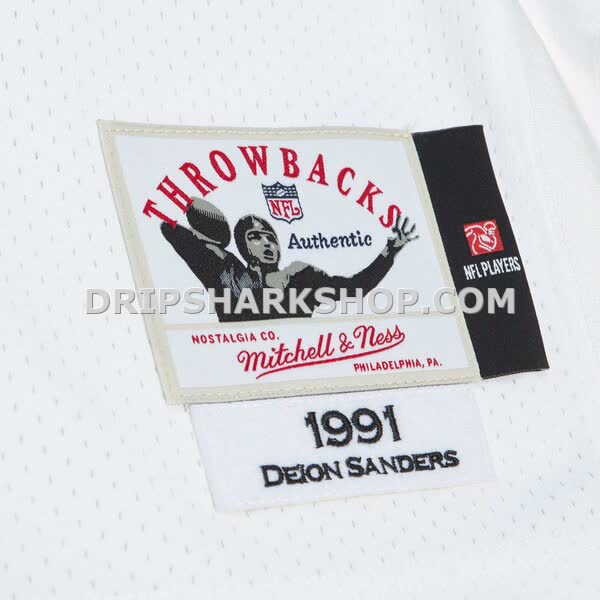 THROWBACKS
NFL
Authentic
NFL PLAYERS
DRIPSHARKSHOP.COM
NOSTALGIA CO.
Mitchell & Ness
PHILADELPHIA, PA.
1991
DEION SANDERS